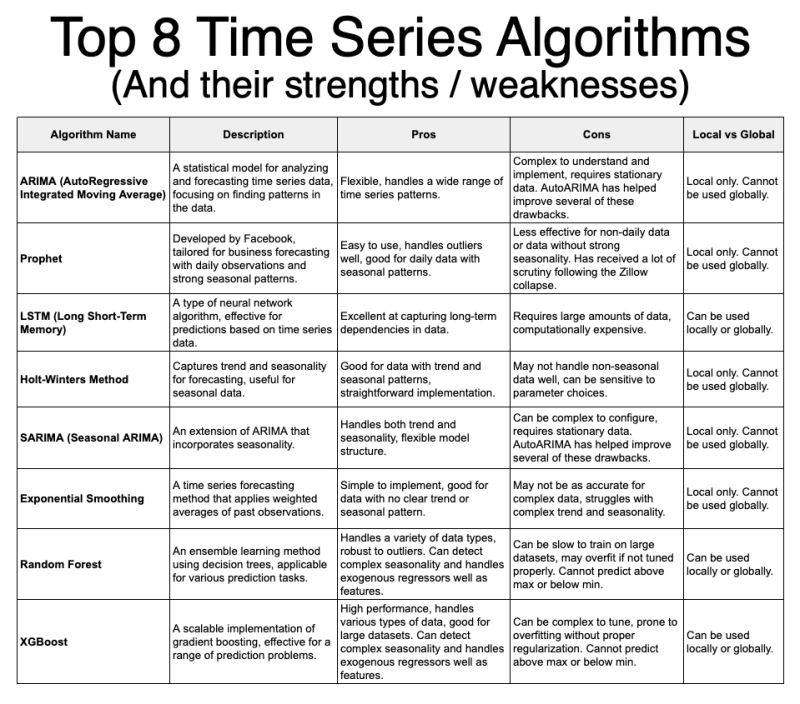 Top 8 Time Series Algorithms
(And their strengths / weaknesses)
Algorithm Name
Description
Pros
Cons
Local vs Global
ARIMA (AutoRegressive
Integrated Moving Average)
A statistical model for analyzing
and forecasting time series data,
focusing on finding patterns in
the data.
Flexible, handles a wide range of
time series patterns.
Complex to understand and
implement, requires stationary
data. AutoARIMA has helped
improve several of these
drawbacks.
Local only. Cannot
be used globally.
Prophet
Developed by Facebook,
tailored for business forecasting
with daily observations and
strong seasonal patterns.
Easy to use, handles outliers
well, good for daily data with
seasonal patterns.
Less effective for non-daily data
or data without strong
seasonality. Has received a lot of
scrutiny following the Zillow
collapse.
Local only. Cannot
be used globally.
LSTM (Long Short-Term
Memory)
A type of neural network
algorithm, effective for
predictions based on time series
data.
Excellent at capturing long-term
dependencies in data.
Requires large amounts of data,
computationally expensive.
Can be used
locally or globally.
Holt-Winters Method
Captures trend and seasonality
for forecasting, useful for
seasonal data.
Good for data with trend and
seasonal patterns,
straightforward implementation.
May not handle non-seasonal
data well, can be sensitive to
parameter choices.
Local only. Cannot
be used globally.
SARIMA (Seasonal ARIMA)
An extension of ARIMA that
incorporates seasonality.
Handles both trend and
seasonality, flexible model
structure.
Can be complex to configure,
requires stationary data.
AutoARIMA has helped improve
several of these drawbacks.
Local only. Cannot
be used globally.
Exponential Smoothing
A time series forecasting
method that applies weighted
averages of past observations.
Simple to implement, good for
data with no clear trend or
seasonal pattern.
May not be as accurate for
complex data, struggles with
complex trend and seasonality.
Local only. Cannot
be used globally.
Random Forest
An ensemble learning method
using decision trees, applicable
for various prediction tasks.
Handles a variety of data types,
robust to outliers. Can detect
complex seasonality and handles
exogenous regressors well as
features.
Can be slow to train on large
datasets, may overfit if not tuned
properly. Cannot predict above
max or below min.
Can be used
locally or globally.
XGBoost
A scalable implementation of
gradient boosting, effective for a
range of prediction problems.
High performance, handles
various types of data, good for
large datasets. Can detect
complex seasonality and handles
exogenous regressors well as
features.
Can be complex to tune, prone to
overfitting without proper
regularization. Cannot predict
above max or below min.
Can be used
locally or globally.